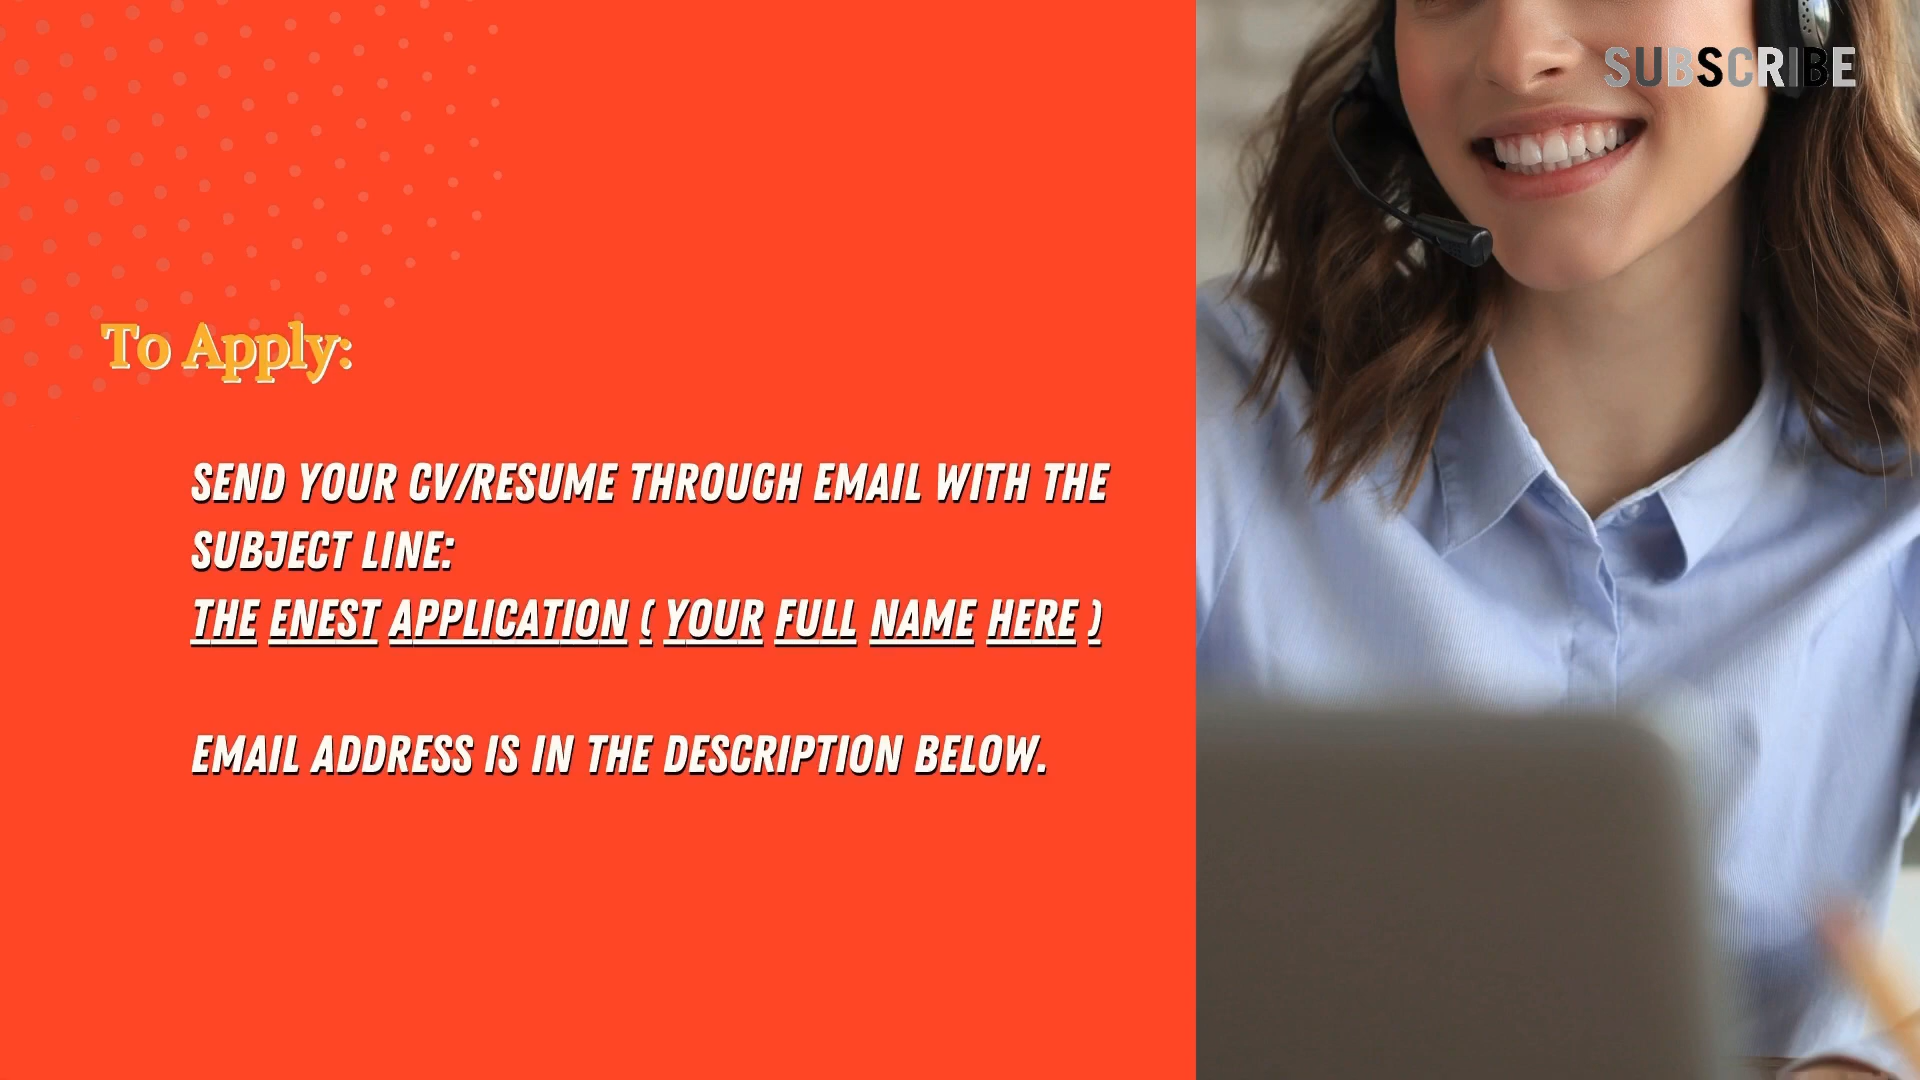 SUBSCRIBE
To Apply:
SEND YOUR CV/RESUME THROUGH EMAIL WITH THE
SUBJECT LINE:
THE ENEST APPLICATION ( YOUR FULL NAME HERE )
EMAIL ADDRESS IS IN THE DESCRIPTION BELOW.